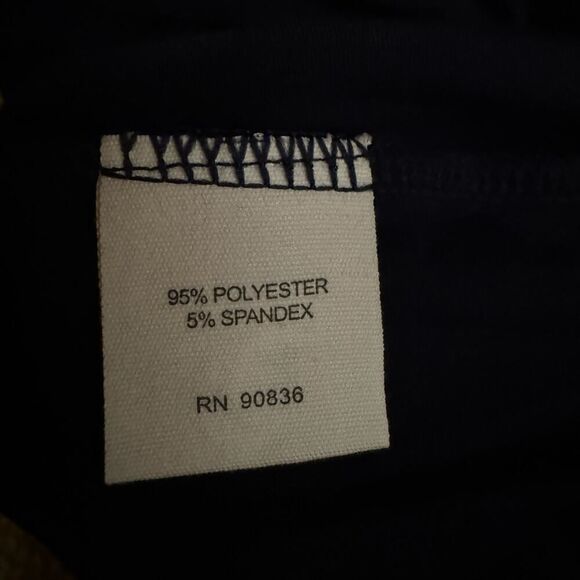 95% POLYESTER
5% SPANDEX
RN 90836